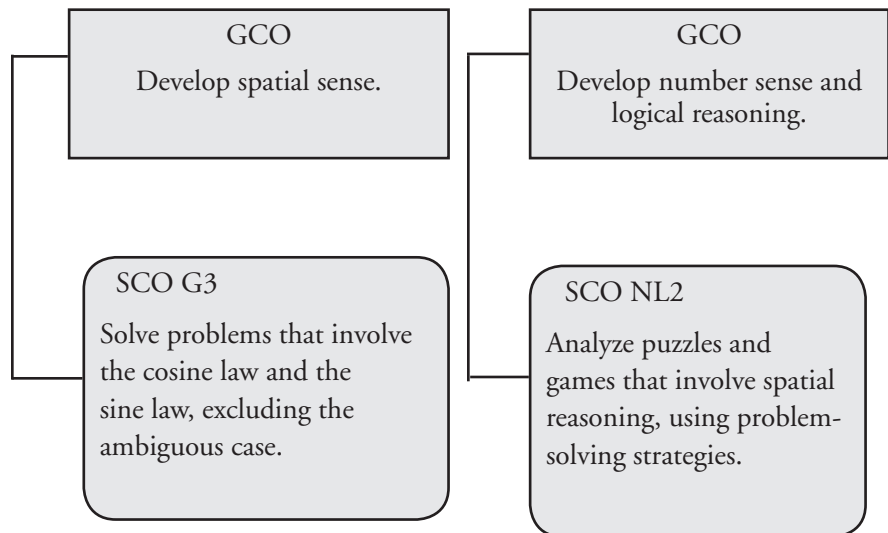 GCO
Develop spatial sense.
GCO
Develop number sense and
logical reasoning.
SCO G3
Solve problems that involve
the cosine law and the
sine law, excluding the
ambiguous case.
SCO NL2
Analyze puzzles and
games that involve spatial
reasoning, using problem-
solving strategies.